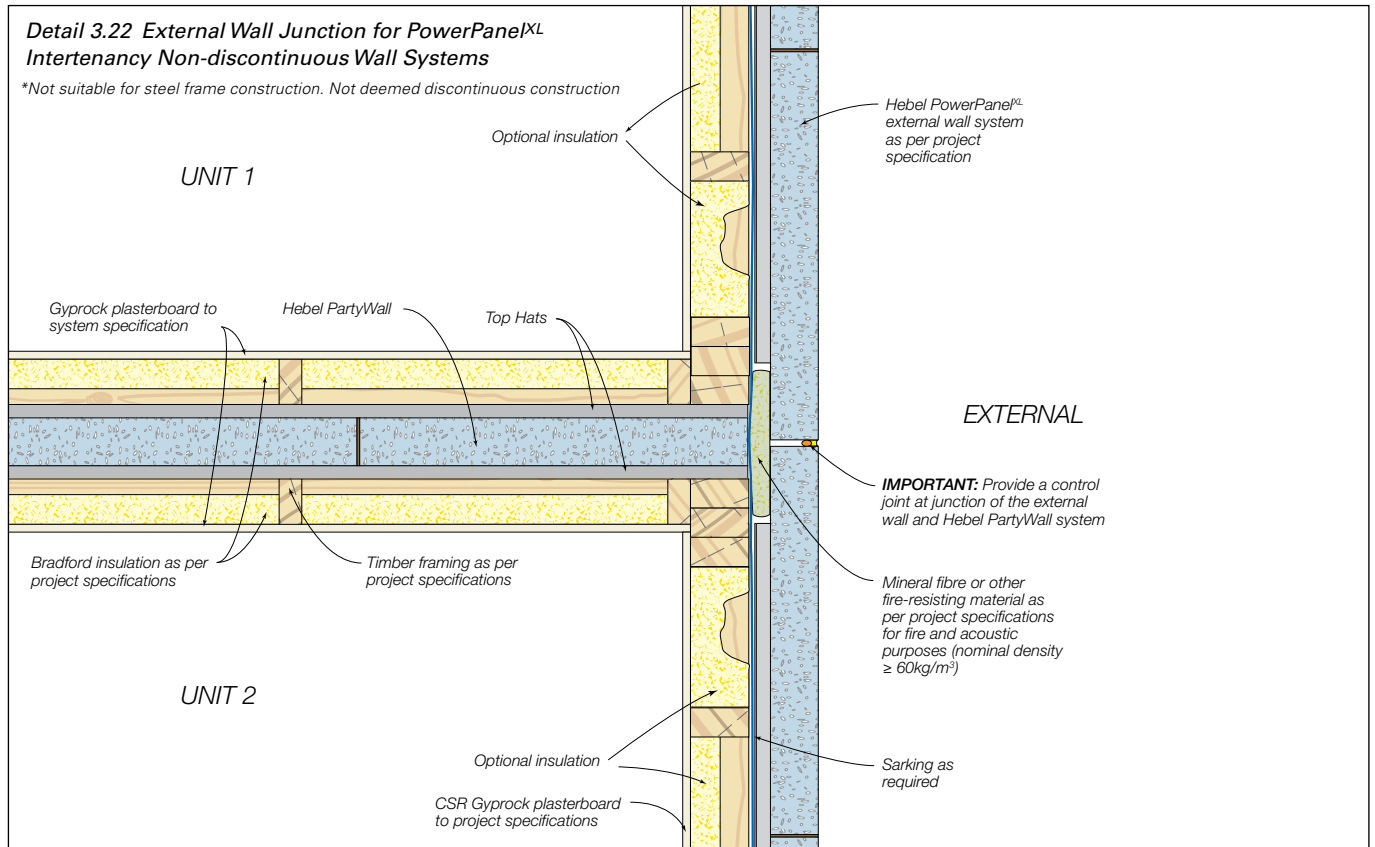 Detail 3.22 External Wall Junction for PowerPanelXL
Intertenancy Non-discontinuous Wall Systems
*Not suitable for steel frame construction. Not deemed discontinuous construction
Optional insulation
Hebel PowerPanelXL
external wall system
as per project
specification
UNIT 1
Gyprock plasterboard to
system specification
Hebel PartyWall
Top Hats
EXTERNAL
IMPORTANT: Provide a control
joint at junction of the external
wall and Hebel PartyWall system
Bradford insulation as per
project specifications
Timber framing as per
project specifications
Mineral fibre or other
fire-resisting material as
per project specifications
for fire and acoustic
purposes (nominal density
≥ 60kg/m³)
UNIT 2
Optional insulation
Sarking as
required
CSR Gyprock plasterboard
to project specifications